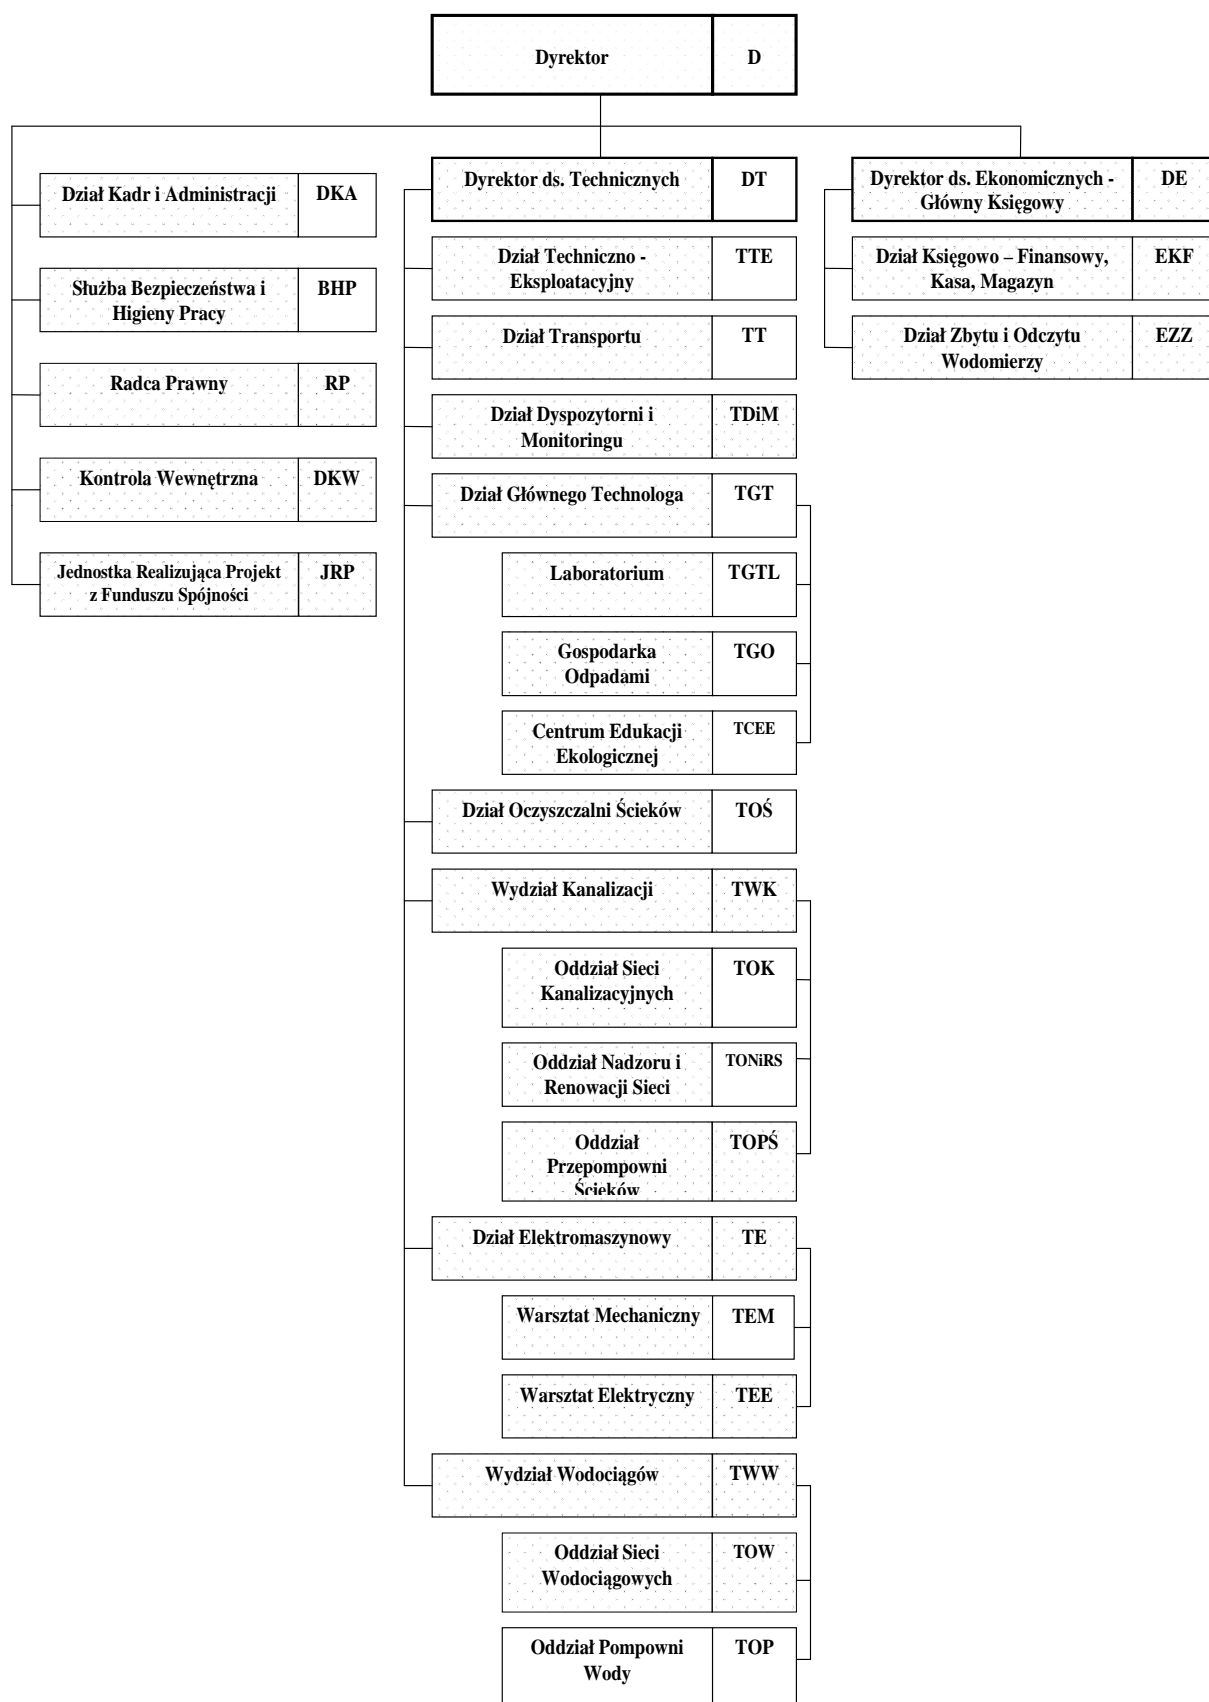 Dyrektor D
Dział Kadr i Administracji DKA
Służba Bezpieczeństwa i BHP
Higieny Pracy
Radca Prawny RP
Kontrola Wewnętrzna DKW
Jednostka Realizująca Projekt JRP
z Funduszu Spójności
Dyrektor ds. Technicznych DT
Dział Techniczno - TTE
Eksploatacyjny
Dział Transportu TT
Dział Dyspozytorni i TDiM
Monitoringu
Dział Głównego Technologa TGT
Laboratorium TGTL
Gospodarka TGO
Odpadami
Centrum Edukacji TCEE
Ekologicznej
Dział Oczyszczalni Ścieków TOŚ
Wydział Kanalizacji TWK
Oddział Sieci TOK
Kanalizacyjnych
Oddział Nadzoru i TONiRS
Renowacji Sieci
Oddział TOPŚ
Przepompowni
Ścieków
Dział Elektromaszynowy TE
Warsztat Mechaniczny TEM
Warsztat Elektryczny TEE
Wydział Wodociągów TWW
Oddział Sieci TOW
Wodociągowych
Oddział Pompowni TOP
Wody
Dyrektor ds. Ekonomicznych - DE
Główny Księgowy
Dział Księgowo – Finansowy, EKF
Kasa, Magazyn
Dział Zbytu i Odczytu EZZ
Wodomierzy